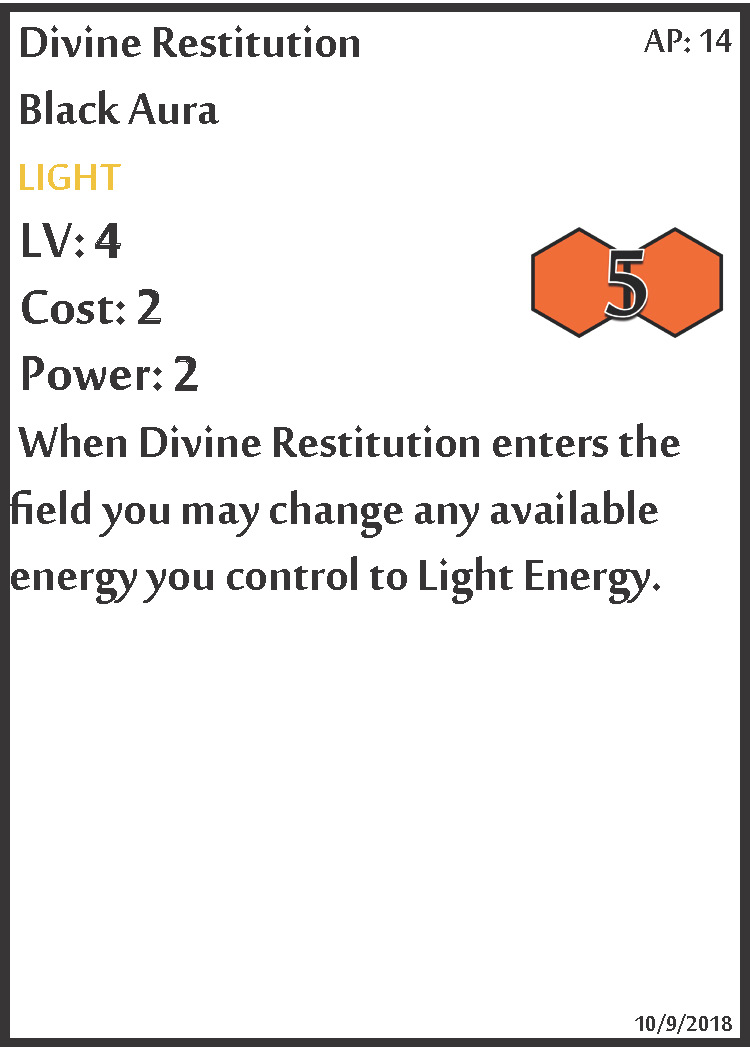 Divine Restitution
AP: 14
Black Aura
LIGHT
LV: 4
Cost: 2
5
Power: 2
When Divine Restitution enters the
field you may change any available
energy you control to Light Energy.
10/9/2018